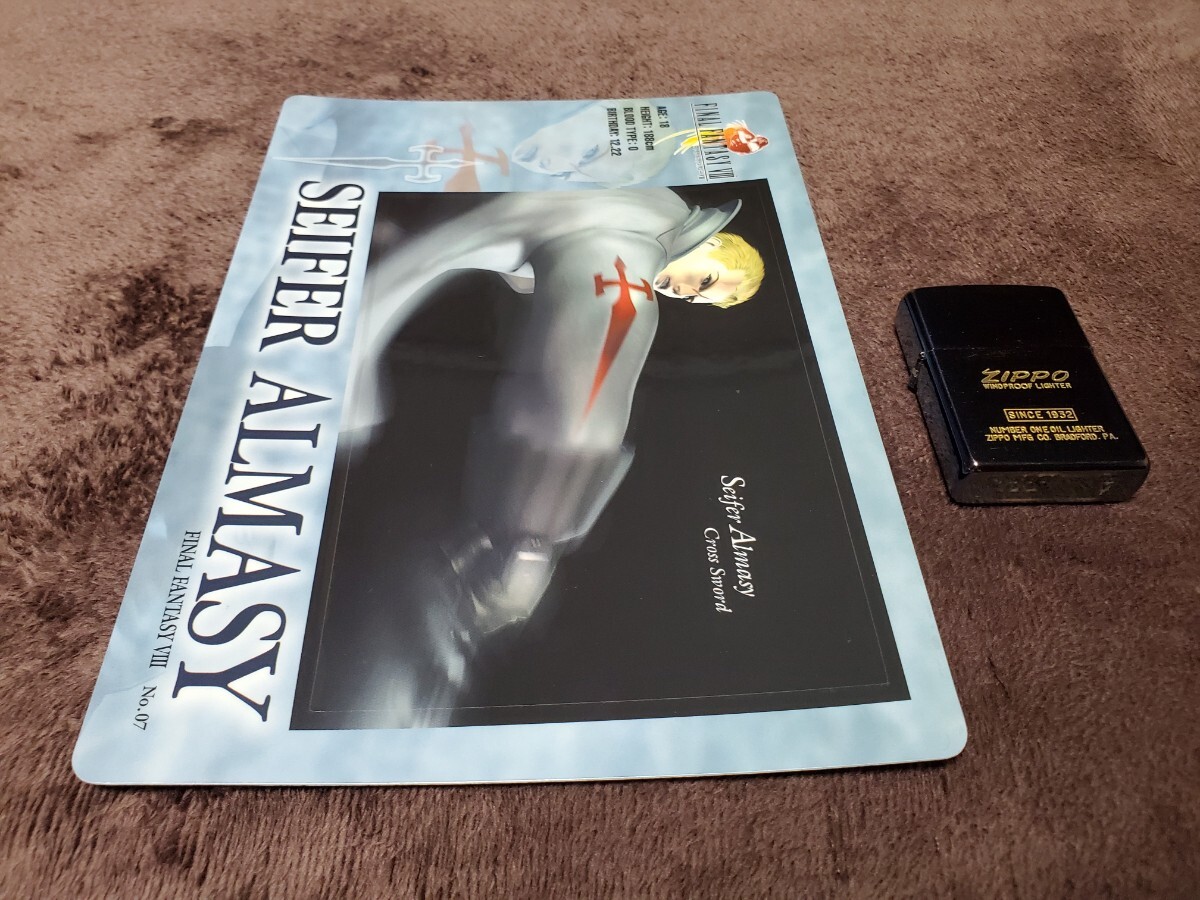 FINAL FANTASY VIII
AGE: 18
HEIGHT: 188cm
BLOOD TYPE: O
BIRTHDAY: 12.22
SEIFER ALMASY
FINAL FANTASY VIII No.07
Seifer Almasy
Cross Sword
ZIPPO
WINDPROOF LIGHTER
SINCE 1932
NUMBER ONE OIL LIGHTER
ZIPPO MFG CO. BRADFORD. PA.